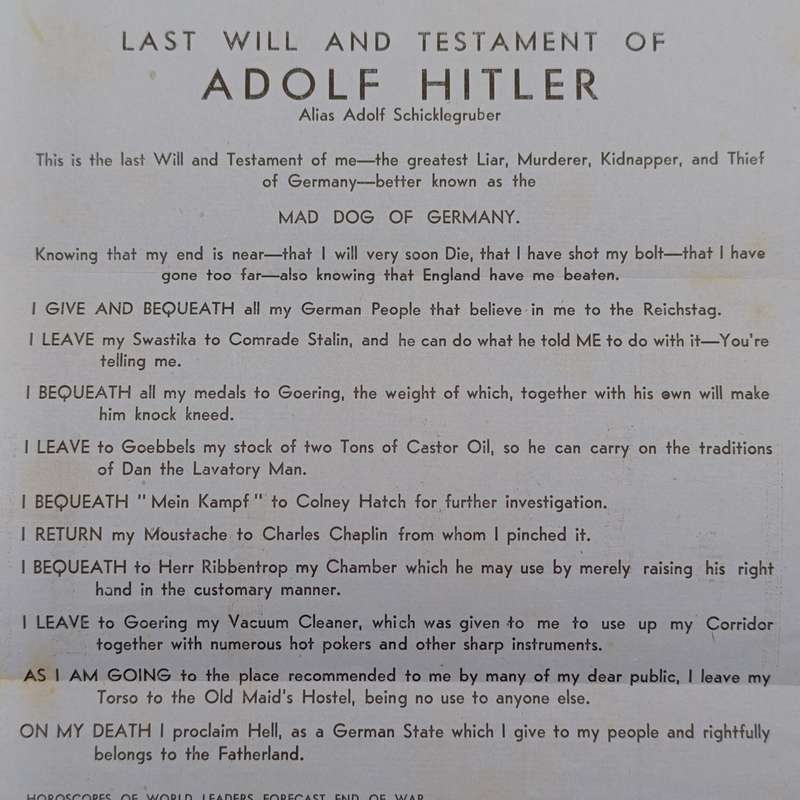 LAST WILL AND TESTAMENT OF
ADOLF HITLER
Alias Adolf Schicklegruber
This is the last Will and Testament of me—the greatest Liar, Murderer, Kidnapper, and Thief
of Germany—better known as the
MAD DOG OF GERMANY.
Knowing that my end is near—that I will very soon Die, that I have shot my bolt—that I have
gone too far—also knowing that England have me beaten.
I GIVE AND BEQUEATH all my German People that believe in me to the Reichstag.
I LEAVE my Swastika to Comrade Stalin, and he can do what he told ME to do with it—You're
telling me.
I BEQUEATH all my medals to Goering, the weight of which, together with his own will make
him knock kneed.
I LEAVE to Goebbels my stock of two Tons of Castor Oil, so he can carry on the traditions
of Dan the Lavatory Man.
I BEQUEATH "Mein Kampf" to Colney Hatch for further investigation.
I RETURN my Moustache to Charles Chaplin from whom I pinched it.
I BEQUEATH to Herr Ribbentrop my Chamber which he may use by merely raising his right
hand in the customary manner.
I LEAVE to Goering my Vacuum Cleaner, which was given to me to use up my Corridor
together with numerous hot pokers and other sharp instruments.
AS I AM GOING to the place recommended to me by many of my dear public, I leave my
Torso to the Old Maid's Hostel, being no use to anyone else.
ON MY DEATH I proclaim Hell, as a German State which I give to my people and rightfully
belongs to the Fatherland.
HOROSCOPES OF WORLD LEADERS FORECAST END OF WAR